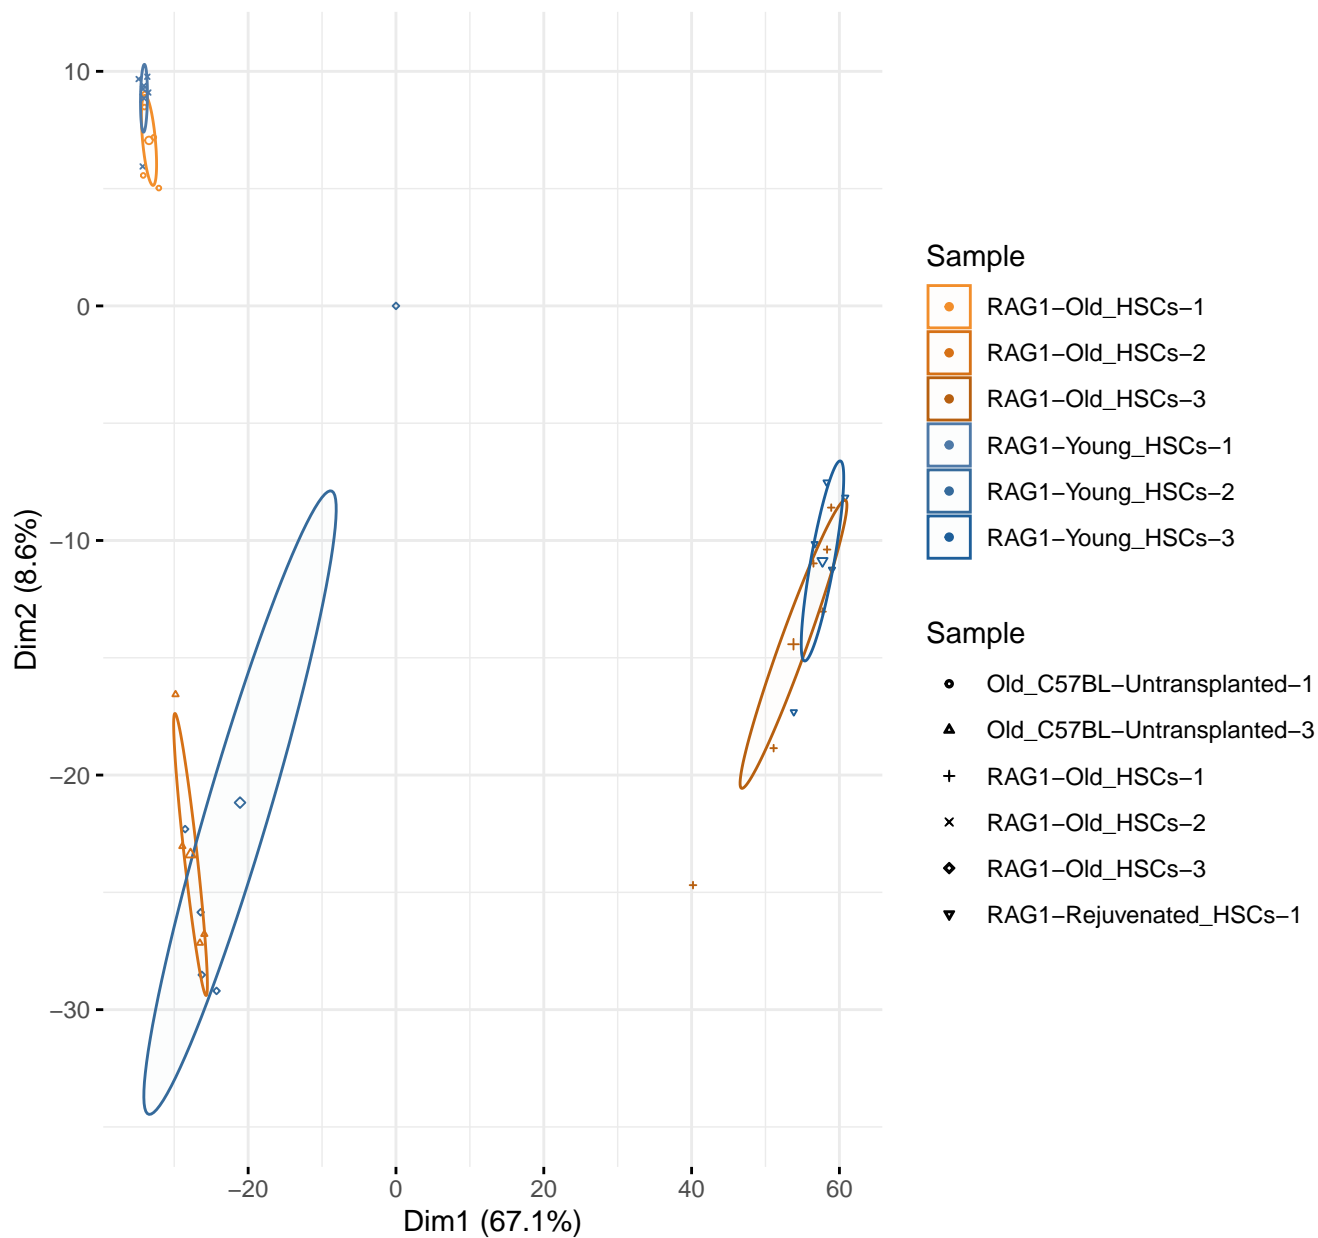 10
0
−10
−20
−30
Dim2 (8.6%)
−20
0
20
40
60
Dim1 (67.1%)
Sample
RAG1−Old_HSCs−1
RAG1−Old_HSCs−2
RAG1−Old_HSCs−3
RAG1−Young_HSCs−1
RAG1−Young_HSCs−2
RAG1−Young_HSCs−3
Sample
Old_C57BL−Untransplanted−1
Old_C57BL−Untransplanted−3
RAG1−Old_HSCs−1
RAG1−Old_HSCs−2
RAG1−Old_HSCs−3
RAG1−Rejuvenated_HSCs−1